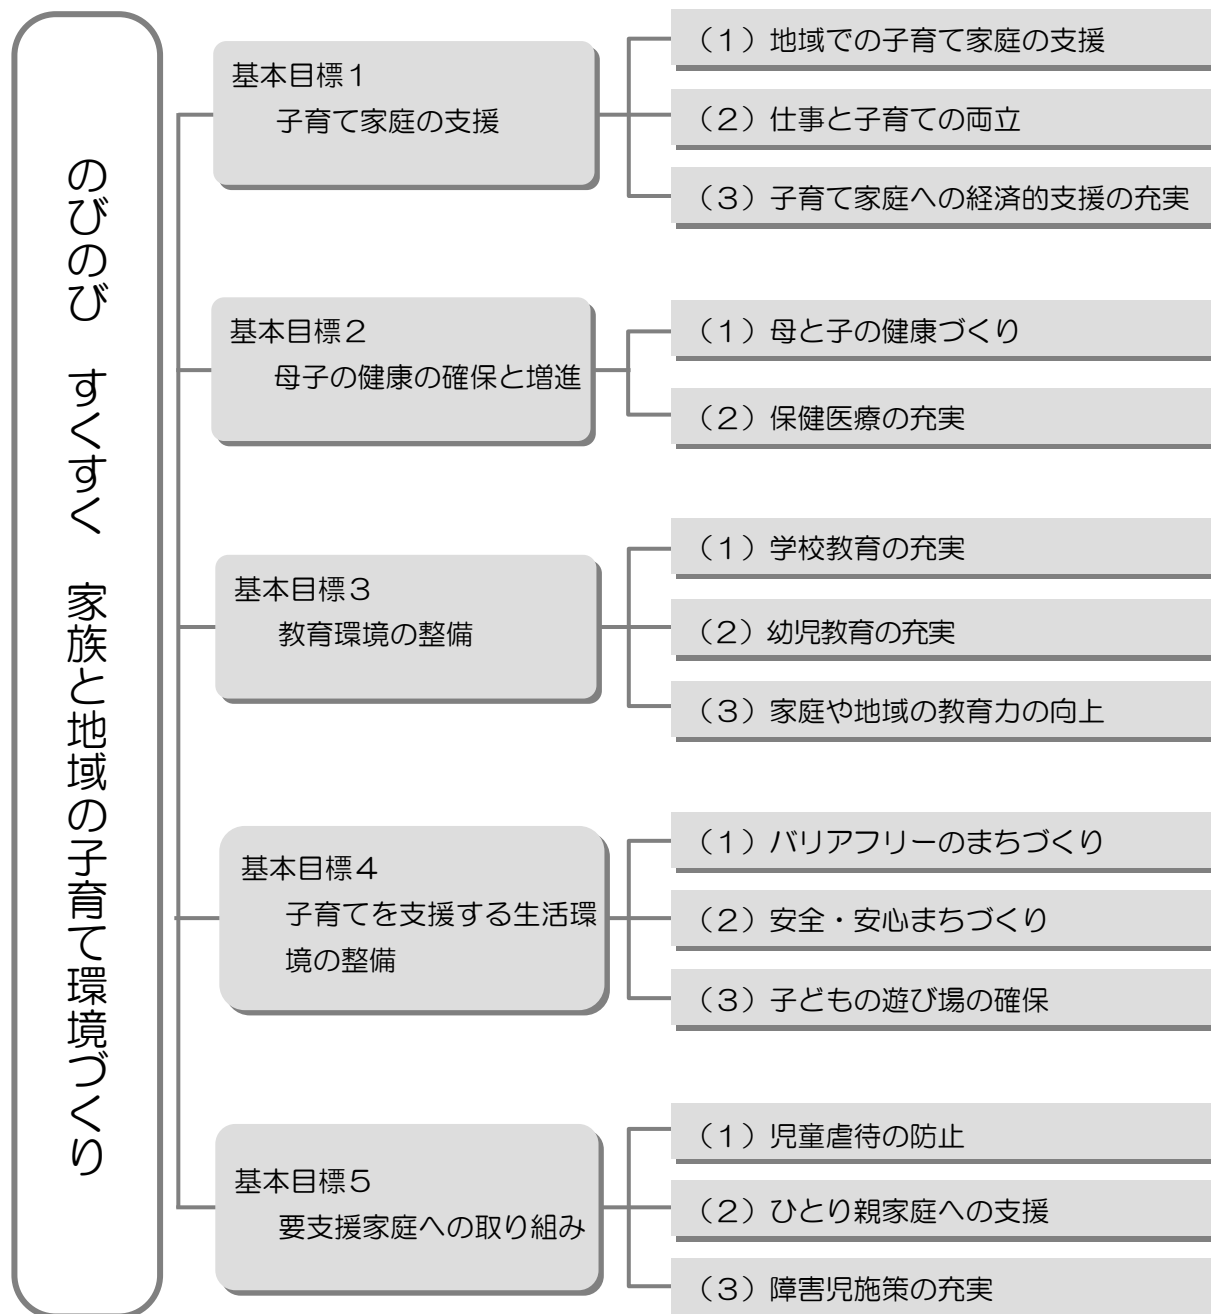 のびのび　すくすく　家族と地域の子育て環境づくり
基本目標１
子育て家庭の支援
（１）地域での子育て家庭の支援
（２）仕事と子育ての両立
（３）子育て家庭への経済的支援の充実
基本目標２
母子の健康の確保と増進
（１）母と子の健康づくり
（２）保健医療の充実
基本目標３
教育環境の整備
（１）学校教育の充実
（２）幼児教育の充実
（３）家庭や地域の教育力の向上
基本目標４
子育てを支援する生活環
境の整備
（１）バリアフリーのまちづくり
（２）安全・安心まちづくり
（３）子どもの遊び場の確保
基本目標５
要支援家庭への取り組み
（１）児童虐待の防止
（２）ひとり親家庭への支援
（３）障害児施策の充実